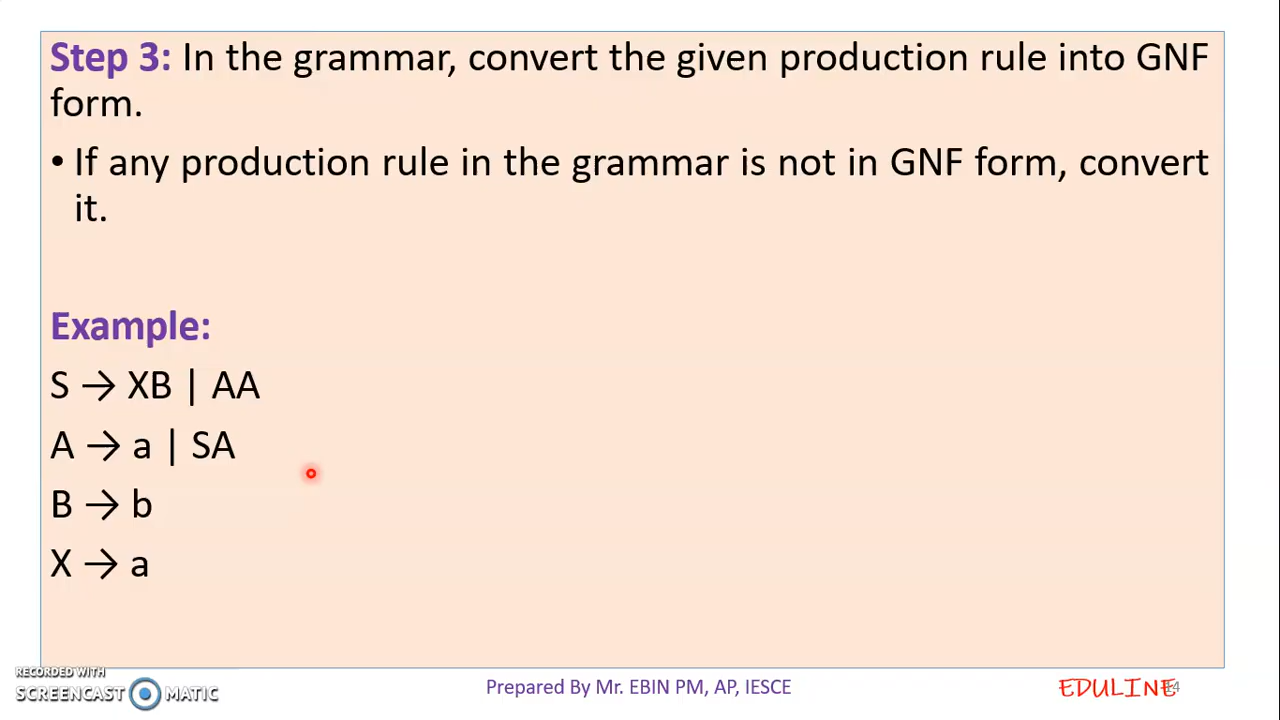 Step 3: In the grammar, convert the given production rule into GNF
form.
• If any production rule in the grammar is not in GNF form, convert
it.
Example:
S → XB | AA
A → a | SA
B → b
X → a
RECORDED WITH
SCREENCAST MATIC
Prepared By Mr. EBIN PM, AP, IESCE
EDULINE